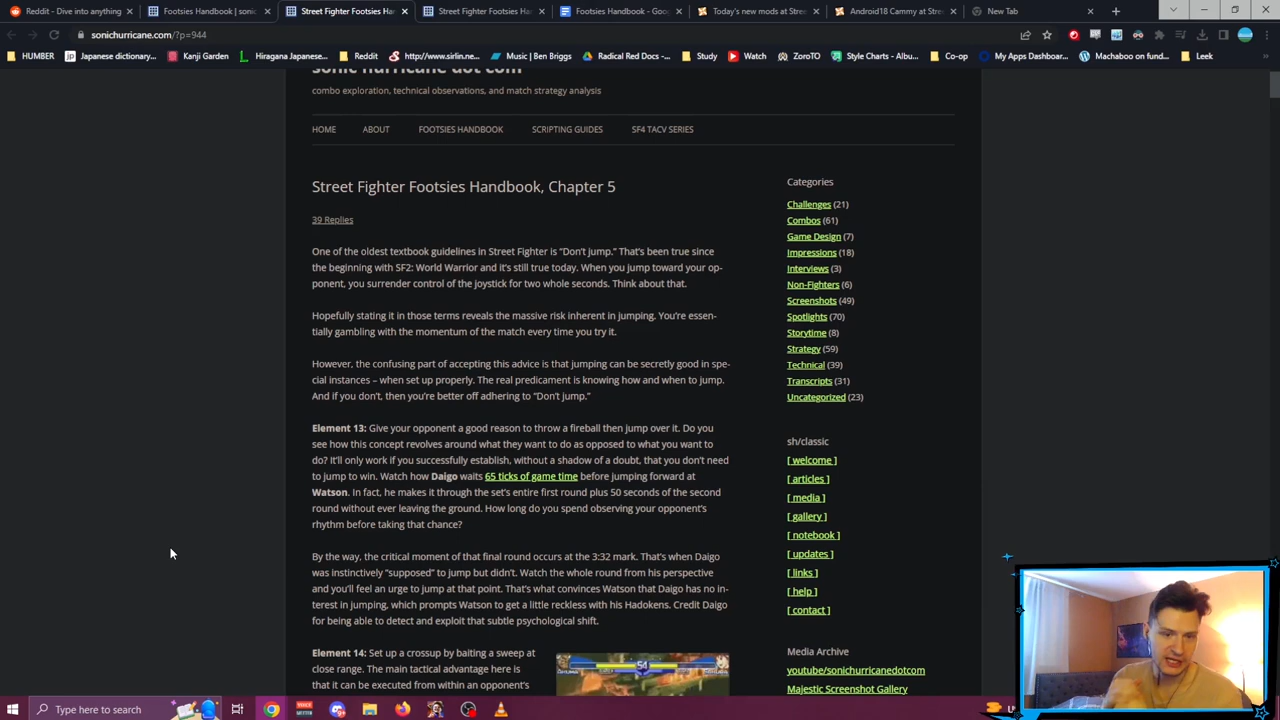 Reddit - Dive into anything
Footsies Handbook | sonic
Street Fighter Footsies Han
Street Fighter Footsies Han
Footsies Handbook - Goo
Today's new mods at Stre
Android18 Cammy at Stre
New Tab
sonichurricane.com/?p=944
HUMBER
Japanese dictionary...
Kanji Garden
Hiragana Japanese...
Reddit
http://www.sirlin.ne...
Music | Ben Briggs
Radical Red Docs -...
Study
Watch
ZoroTO
Style Charts - Albu...
Co-op
My Apps Dashboar...
Machaboo on fund...
Leek
sonic hurricane dot com
combo exploration, technical observations, and match strategy analysis
HOME
ABOUT
FOOTSIES HANDBOOK
SCRIPTING GUIDES
SF4 TACV SERIES
Street Fighter Footsies Handbook, Chapter 5
39 Replies
One of the oldest textbook guidelines in Street Fighter is “Don’t jump.” That’s been true since
the beginning with SF2: World Warrior and it’s still true today. When you jump toward your op-
ponent, you surrender control of the joystick for two whole seconds. Think about that.
Hopefully stating it in those terms reveals the massive risk inherent in jumping. You’re essen-
tially gambling with the momentum of the match every time you try it.
However, the confusing part of accepting this advice is that jumping can be secretly good in spe-
cial instances – when set up properly. The real predicament is knowing how and when to jump.
And if you don’t, then you’re better off adhering to “Don’t jump.”
Element 13: Give your opponent a good reason to throw a fireball then jump over it. Do you
see how this concept revolves around what they want to do as opposed to what you want to
do? It’ll only work if you successfully establish, without a shadow of a doubt, that you don’t need
to jump to win. Watch how Daigo waits 65 ticks of game time before jumping forward at
Watson. In fact, he makes it through the set’s entire first round plus 50 seconds of the second
round without ever leaving the ground. How long do you spend observing your opponent’s
rhythm before taking that chance?
By the way, the critical moment of that final round occurs at the 3:32 mark. That’s when Daigo
was instinctively “supposed” to jump but didn’t. Watch the whole round from his perspective
and you’ll feel an urge to jump at that point. That’s what convinces Watson that Daigo has no in-
terest in jumping, which prompts Watson to get a little reckless with his Hadokens. Credit Daigo
for being able to detect and exploit that subtle psychological shift.
Element 14: Set up a crossup by baiting a sweep at
close range. The main tactical advantage here is
that it can be executed from within an opponent’s
54
Categories
Challenges (21)
Combos (61)
Game Design (7)
Impressions (18)
Interviews (3)
Non-Fighters (6)
Screenshots (49)
Spotlights (70)
Storytime (8)
Strategy (59)
Technical (39)
Transcripts (31)
Uncategorized (23)
sh/classic
[ welcome ]
[ articles ]
[ media ]
[ gallery ]
[ notebook ]
[ updates ]
[ links ]
[ help ]
[ contact ]
Media Archive
youtube/sonichurricanedotcom
Majestic Screenshot Gallery
Type here to search